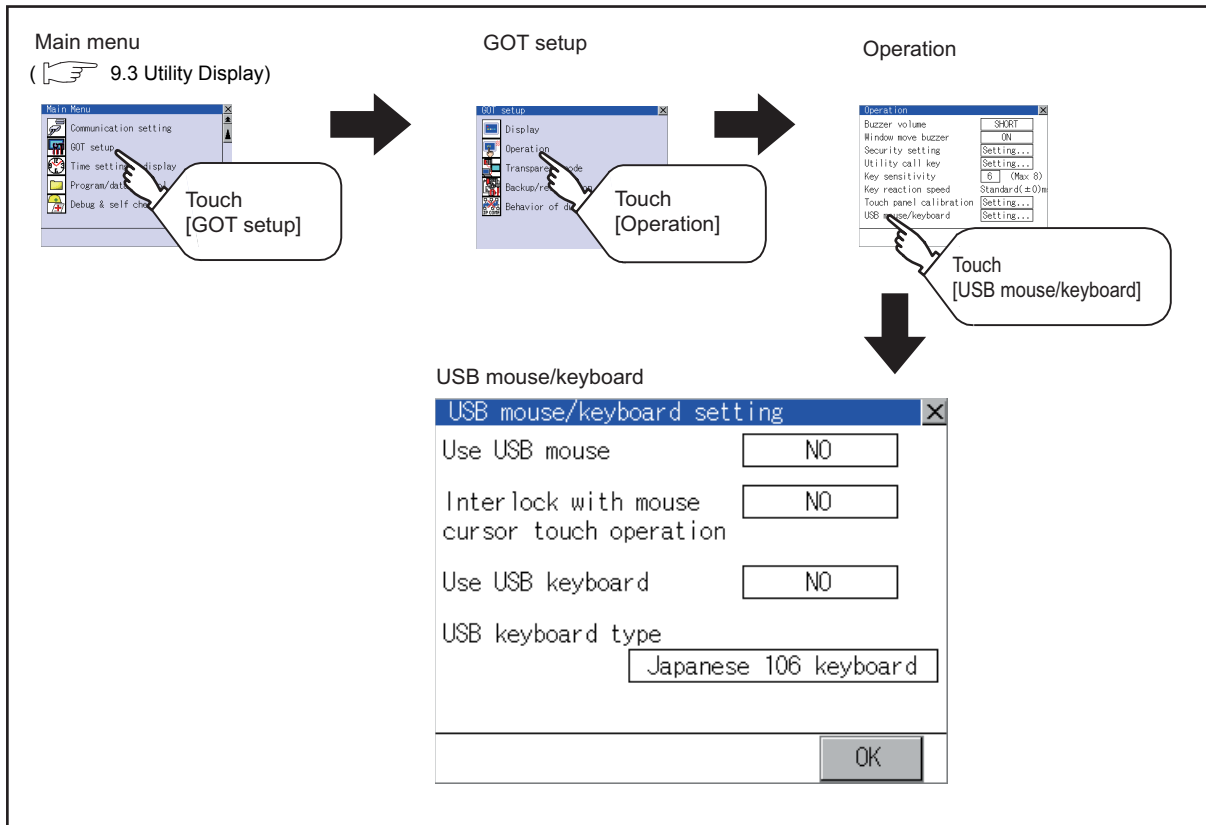 Main menu
( 9.3 Utility Display)
Main Menu
Communication setting
GOT setup
Time setting display
Program/data
Debug & self
Touch
[GOT setup]
GOT setup
GOT setup
Display
Operation
Transparent
Backup/
Behavior of
Touch
[Operation]
Operation
Operation
Buzzer volume SHORT
Window move buzzer ON
Security setting Setting...
Utility call key Setting...
Key sensitivity 6 (Max 8)
Key reaction speed Standard(±0)m
Touch panel calibration Setting...
USB mouse/keyboard Setting...
Touch
[USB mouse/keyboard]
USB mouse/keyboard
USB mouse/keyboard setting
Use USB mouse NO
Interlock with mouse NO
cursor touch operation
Use USB keyboard NO
USB keyboard type
Japanese 106 keyboard
OK